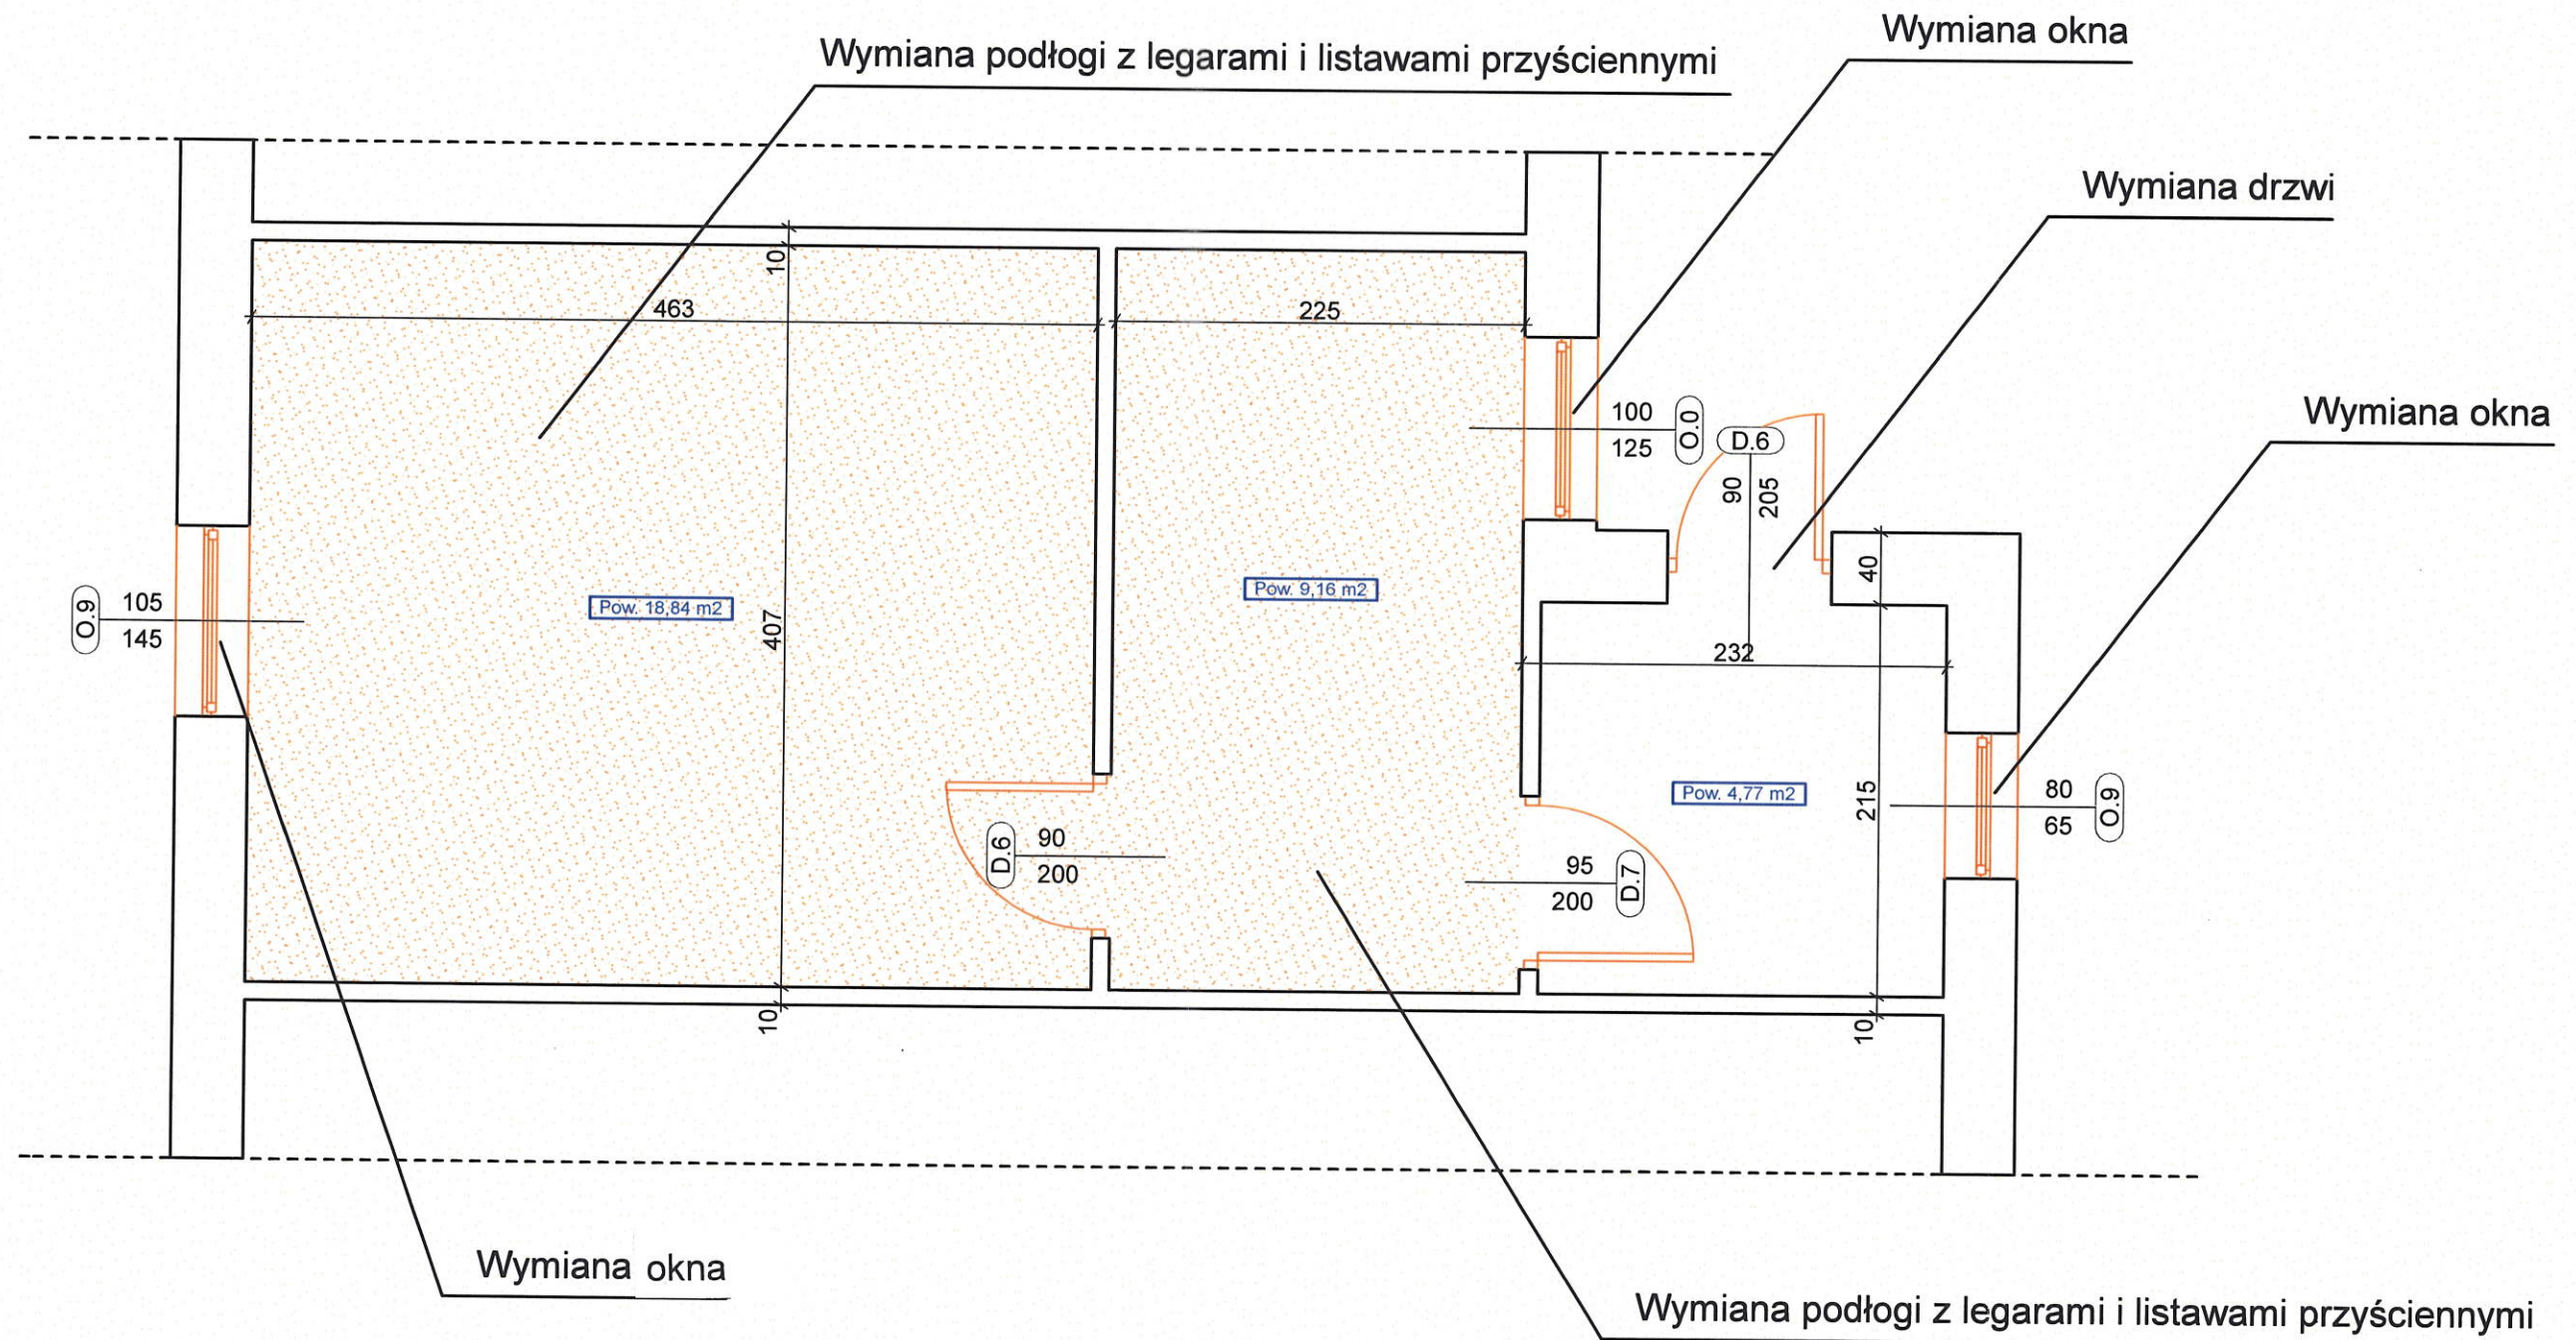 Wymiana okna
Wymiana podłogi z legarami i listawami przyściennymi
Wymiana drzwi
10
463
225
Wymiana okna
100
125
O.0
D.6
90
205
40
O.9
105
145
Pow. 18,84 m2
407
Pow. 9,16 m2
232
Pow. 4,77 m2
215
80
65
O.9
D.6
90
200
95
200
D.7
10
10
Wymiana okna
Wymiana podłogi z legarami i listawami przyściennymi